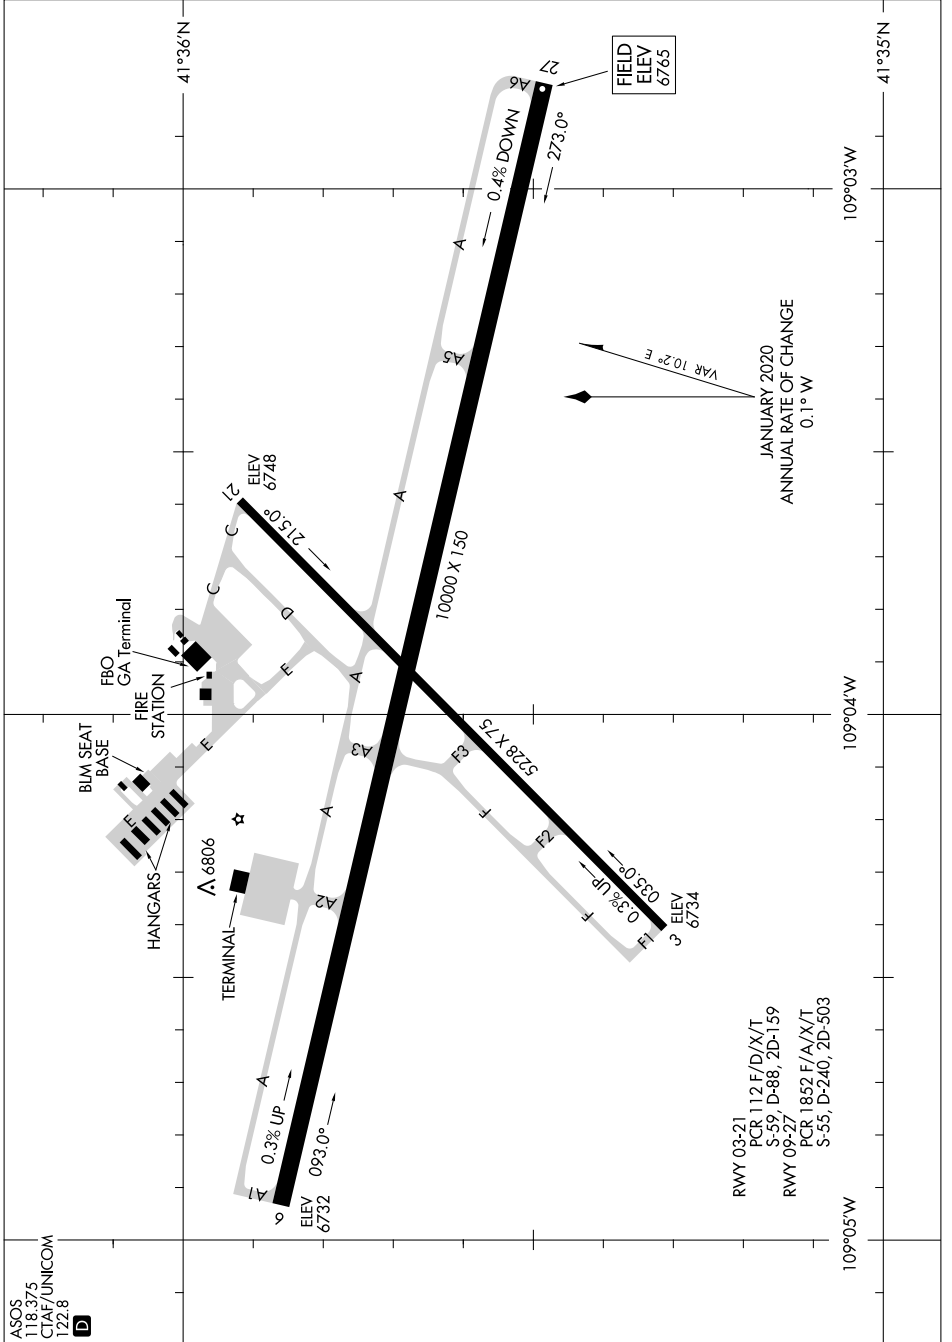 ASOS
118.375
CTAF/UNICOM
122.8
D
41°36'N
41°35'N
109°03'W
109°04'W
109°05'W
FIELD
ELEV
6765
27
A6
0.4% DOWN
273.0°
A
A5
VAR 10.2° E
JANUARY 2020
ANNUAL RATE OF CHANGE
0.1° W
ELEV
6748
21
215.0°
C
C
D
E
A
10000 X 150
FBO
GA Terminal
FIRE
STATION
BLM SEAT
BASE
E
E
HANGARS
A
A3
F3
5228 X 75
A
F
F2
6806
TERMINAL
A2
F
0.3% UP
035.0°
F1
3
ELEV
6734
A
0.3% UP
093.0°
A1
9
ELEV
6732
RWY 03-21
PCR 112 F/D/X/T
S-59, D-88, 2D-159
RWY 09-27
PCR 1852 F/A/X/T
S-55, D-240, 2D-503